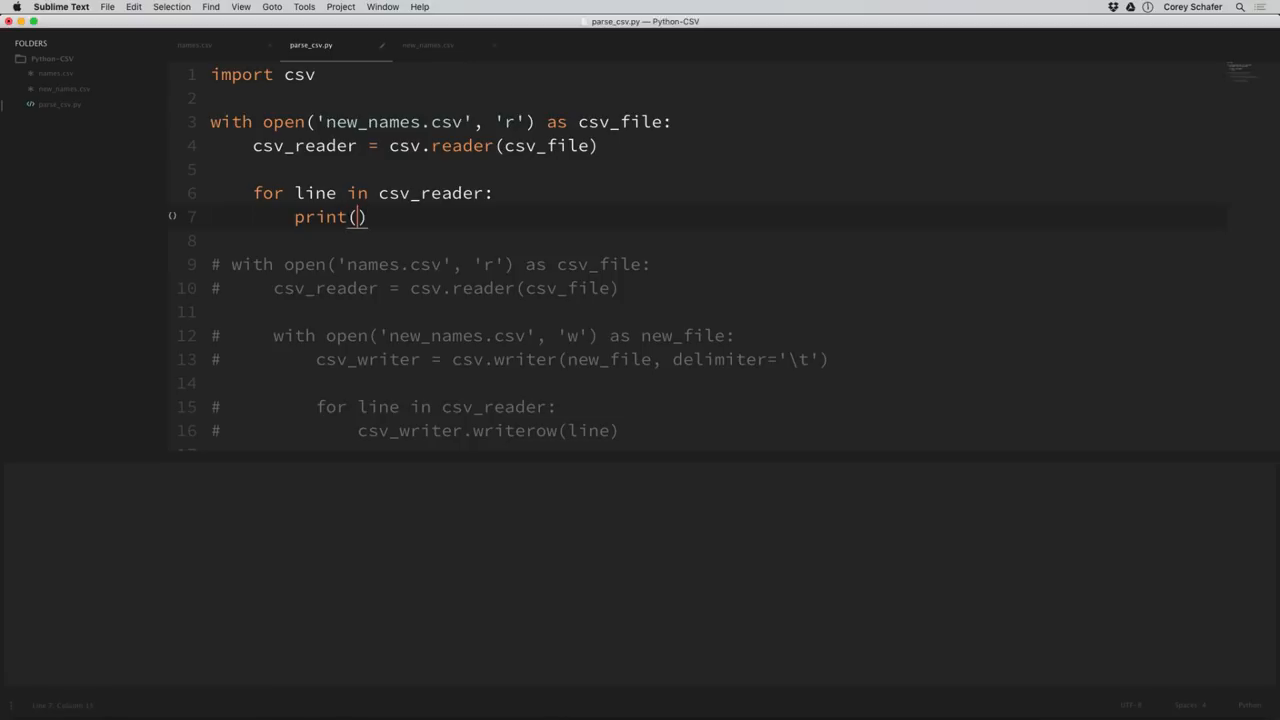 Sublime Text File Edit Selection Find View Goto Tools Project Window Help Corey Schafer
parse_csv.py — Python-CSV
FOLDERS
Python-CSV
names.csv
new_names.csv
parse_csv.py
names.csv parse_csv.py new_names.csv
1 import csv
2
3 with open('new_names.csv', 'r') as csv_file:
4 csv_reader = csv.reader(csv_file)
5
6 for line in csv_reader:
7 print()
8
9 # with open('names.csv', 'r') as csv_file:
10 # csv_reader = csv.reader(csv_file)
11
12 # with open('new_names.csv', 'w') as new_file:
13 # csv_writer = csv.writer(new_file, delimiter='\t')
14
15 # for line in csv_reader:
16 # csv_writer.writerow(line)
Line 7, Column 15 UTF-8 Spaces: 4 Python